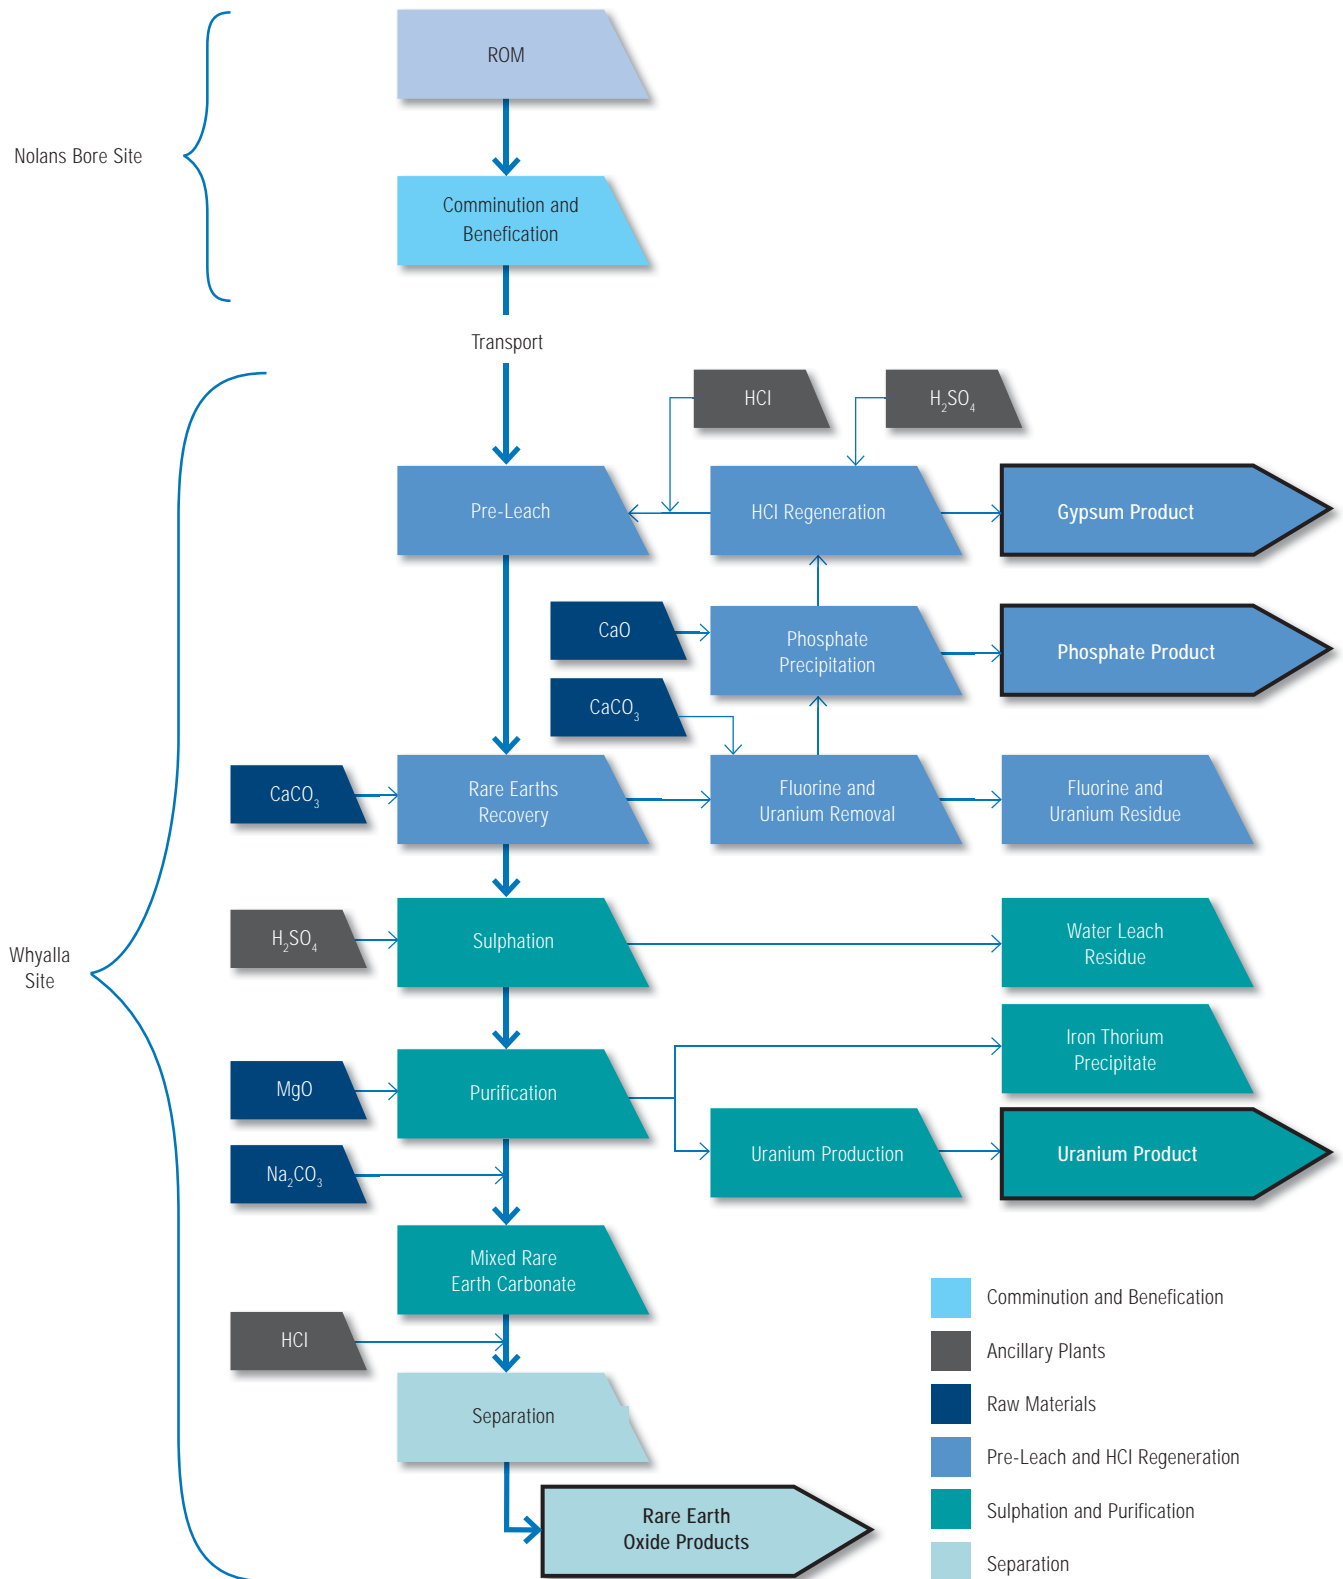 ROM
Nolans Bore Site
Comminution and
Benefication
Transport
HCl
H₂SO₄
Pre-Leach
HCl Regeneration
Gypsum Product
CaO
Phosphate
Precipitation
Phosphate Product
CaCO₃
CaCO₃
Rare Earths
Recovery
Fluorine and
Uranium Removal
Fluorine and
Uranium Residue
Whyalla
Site
H₂SO₄
Sulphation
Water Leach
Residue
Iron Thorium
Precipitate
MgO
Purification
Uranium Production
Uranium Product
Na₂CO₃
Mixed Rare
Earth Carbonate
HCl
Separation
Rare Earth
Oxide Products
Comminution and Benefication
Ancillary Plants
Raw Materials
Pre-Leach and HCl Regeneration
Sulphation and Purification
Separation